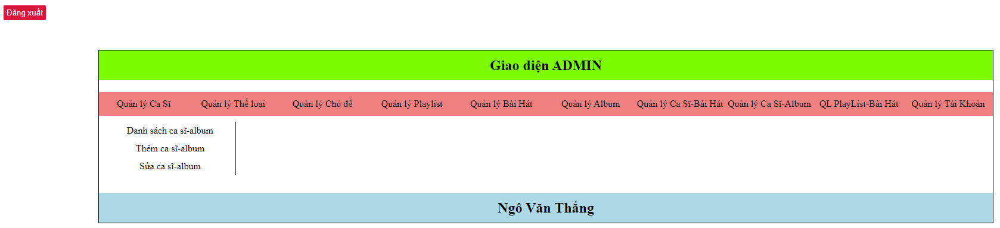 Đăng xuất
Giao diện ADMIN
Quản lý Ca Sĩ Quản lý Thể loại Quản lý Chủ đề Quản lý Playlist Quản lý Bài Hát Quản lý Album Quản lý Ca Sĩ-Bài Hát Quản lý Ca Sĩ-Album QL PlayList-Bài Hát Quản lý Tài Khoản
Danh sách ca sĩ-album
Thêm ca sĩ-album
Sửa ca sĩ-album
Ngô Văn Thắng